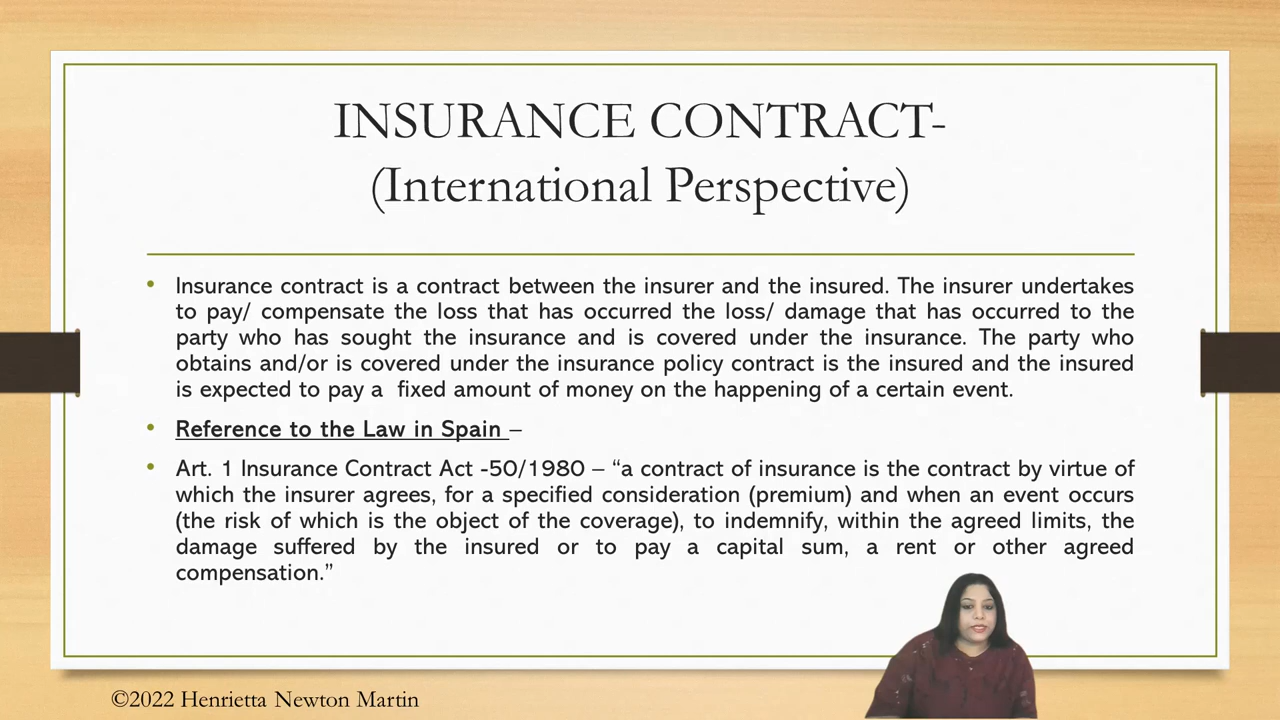 INSURANCE CONTRACT-
(International Perspective)
• Insurance contract is a contract between the insurer and the insured. The insurer undertakes
to pay/ compensate the loss that has occurred the loss/ damage that has occurred to the
party who has sought the insurance and is covered under the insurance. The party who
obtains and/or is covered under the insurance policy contract is the insured and the insured
is expected to pay a  fixed amount of money on the happening of a certain event.
• Reference to the Law in Spain –
• Art. 1 Insurance Contract Act -50/1980 – “a contract of insurance is the contract by virtue of
which the insurer agrees, for a specified consideration (premium) and when an event occurs
(the risk of which is the object of the coverage), to indemnify, within the agreed limits, the
damage suffered by the insured or to pay a capital sum, a rent or other agreed
compensation.”
©2022 Henrietta Newton Martin